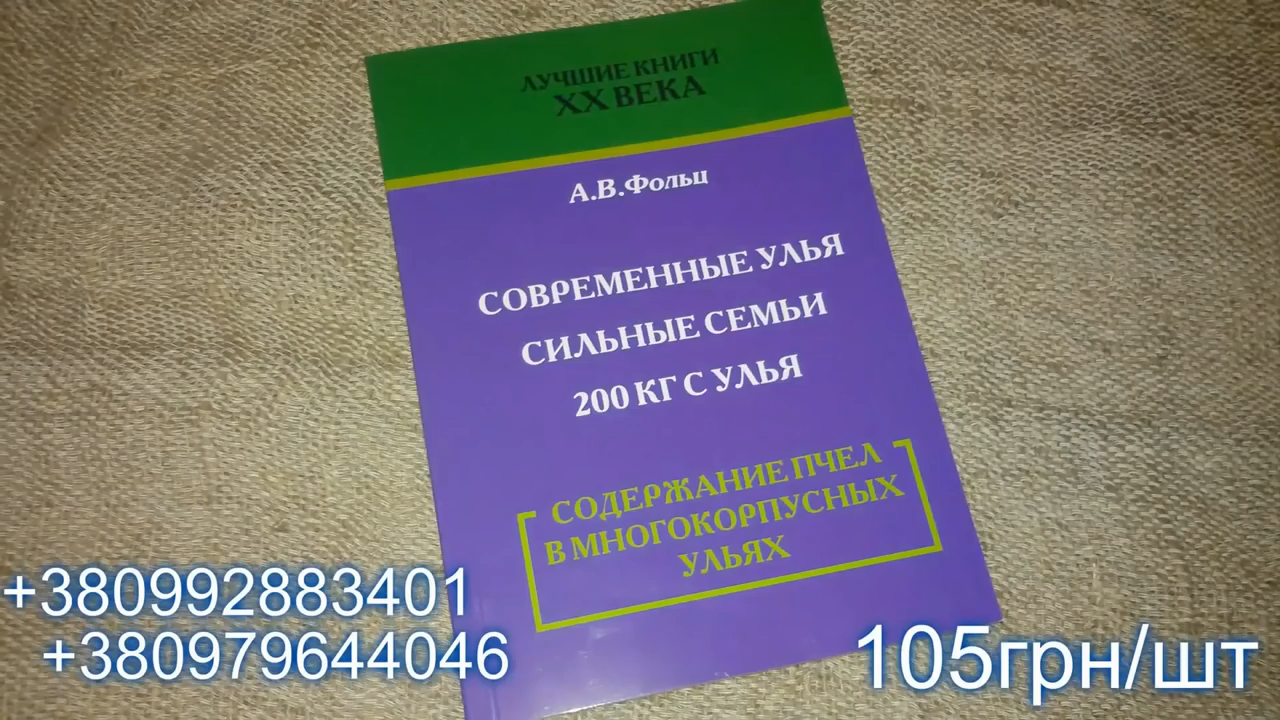 ЛУЧШИЕ КНИГИ
XX ВЕКА
А.В.Фольц
СОВРЕМЕННЫЕ УЛЬЯ
СИЛЬНЫЕ СЕМЬИ
200 КГ С УЛЬЯ
СОДЕРЖАНИЕ ПЧЕЛ
В МНОГОКОРПУСНЫХ
УЛЬЯХ
+380992883401
+380979644046
105грн/шт